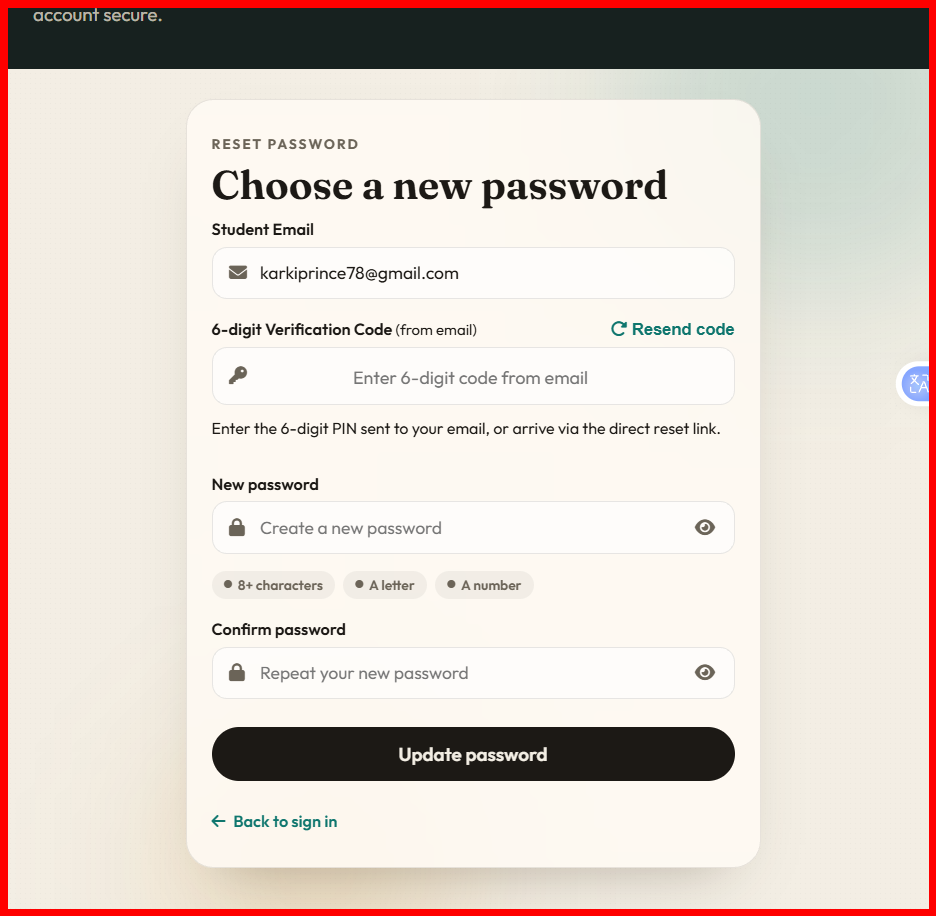 account secure.
RESET PASSWORD
Choose a new password
Student Email
karkiprince78@gmail.com
6-digit Verification Code (from email)
Resend code
Enter 6-digit code from email
Enter the 6-digit PIN sent to your email, or arrive via the direct reset link.
New password
Create a new password
8+ characters
A letter
A number
Confirm password
Repeat your new password
Update password
Back to sign in